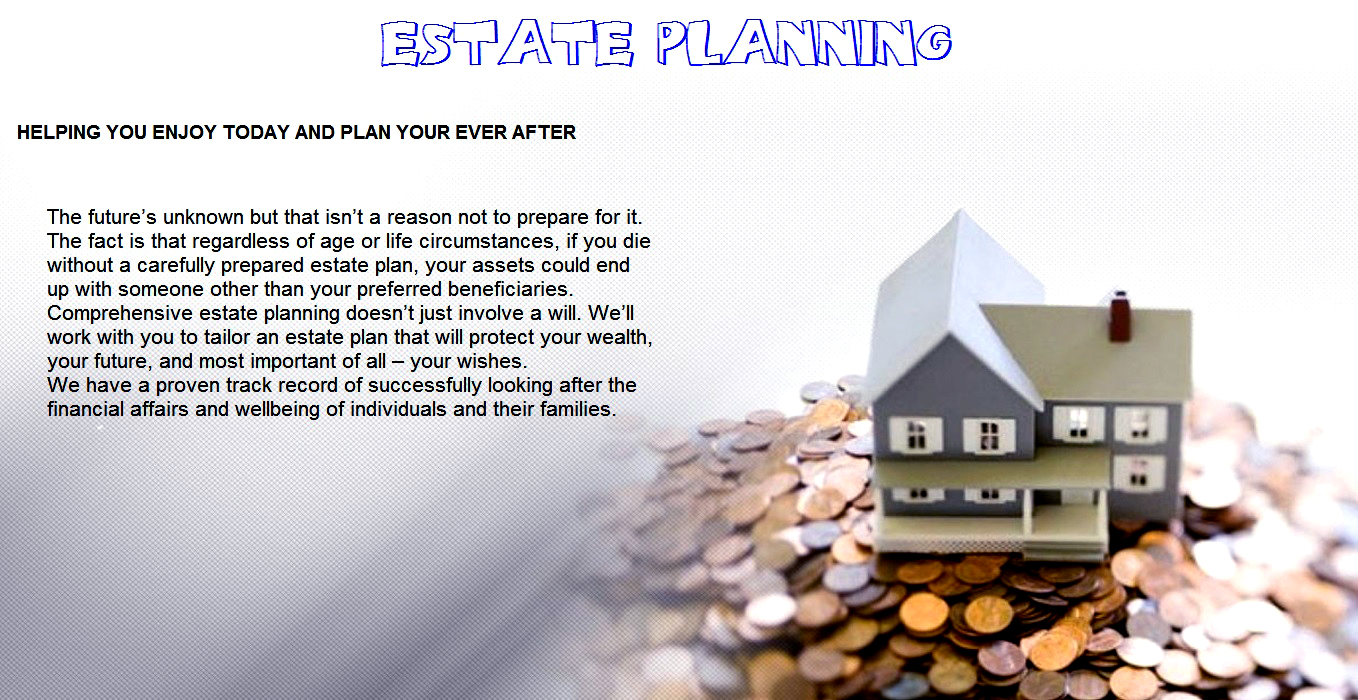 ESTATE PLANNING
HELPING YOU ENJOY TODAY AND PLAN YOUR EVER AFTER
The future’s unknown but that isn’t a reason not to prepare for it.
The fact is that regardless of age or life circumstances, if you die
without a carefully prepared estate plan, your assets could end
up with someone other than your preferred beneficiaries.
Comprehensive estate planning doesn’t just involve a will. We’ll
work with you to tailor an estate plan that will protect your wealth,
your future, and most important of all – your wishes.
We have a proven track record of successfully looking after the
financial affairs and wellbeing of individuals and their families.